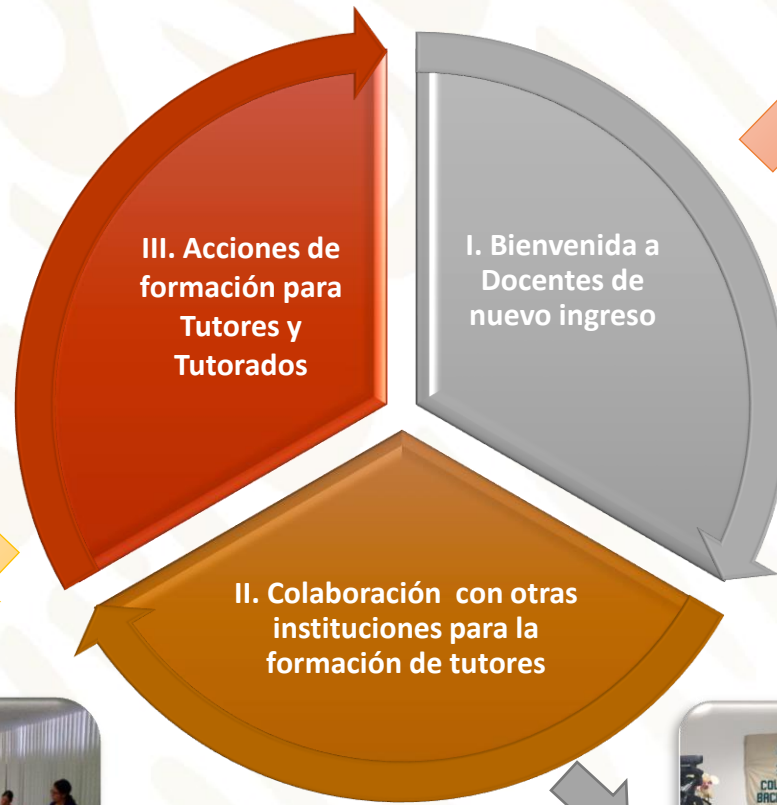 I. Bienvenida a
Docentes de
nuevo ingreso
II. Colaboración con otras
instituciones para la
formación de tutores
III. Acciones de
formación para
Tutores y
Tutorados